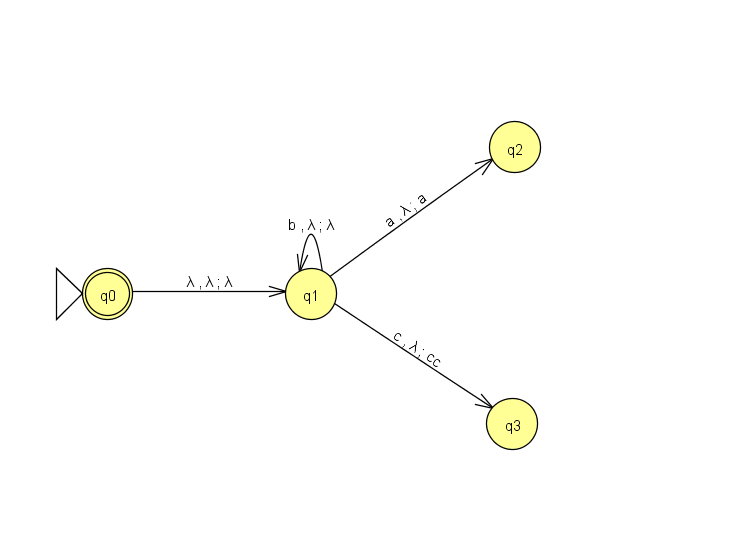 q2
a , λ ; a
b , λ ; λ
λ , λ ; λ
q0
q1
c , λ ; cc
q3